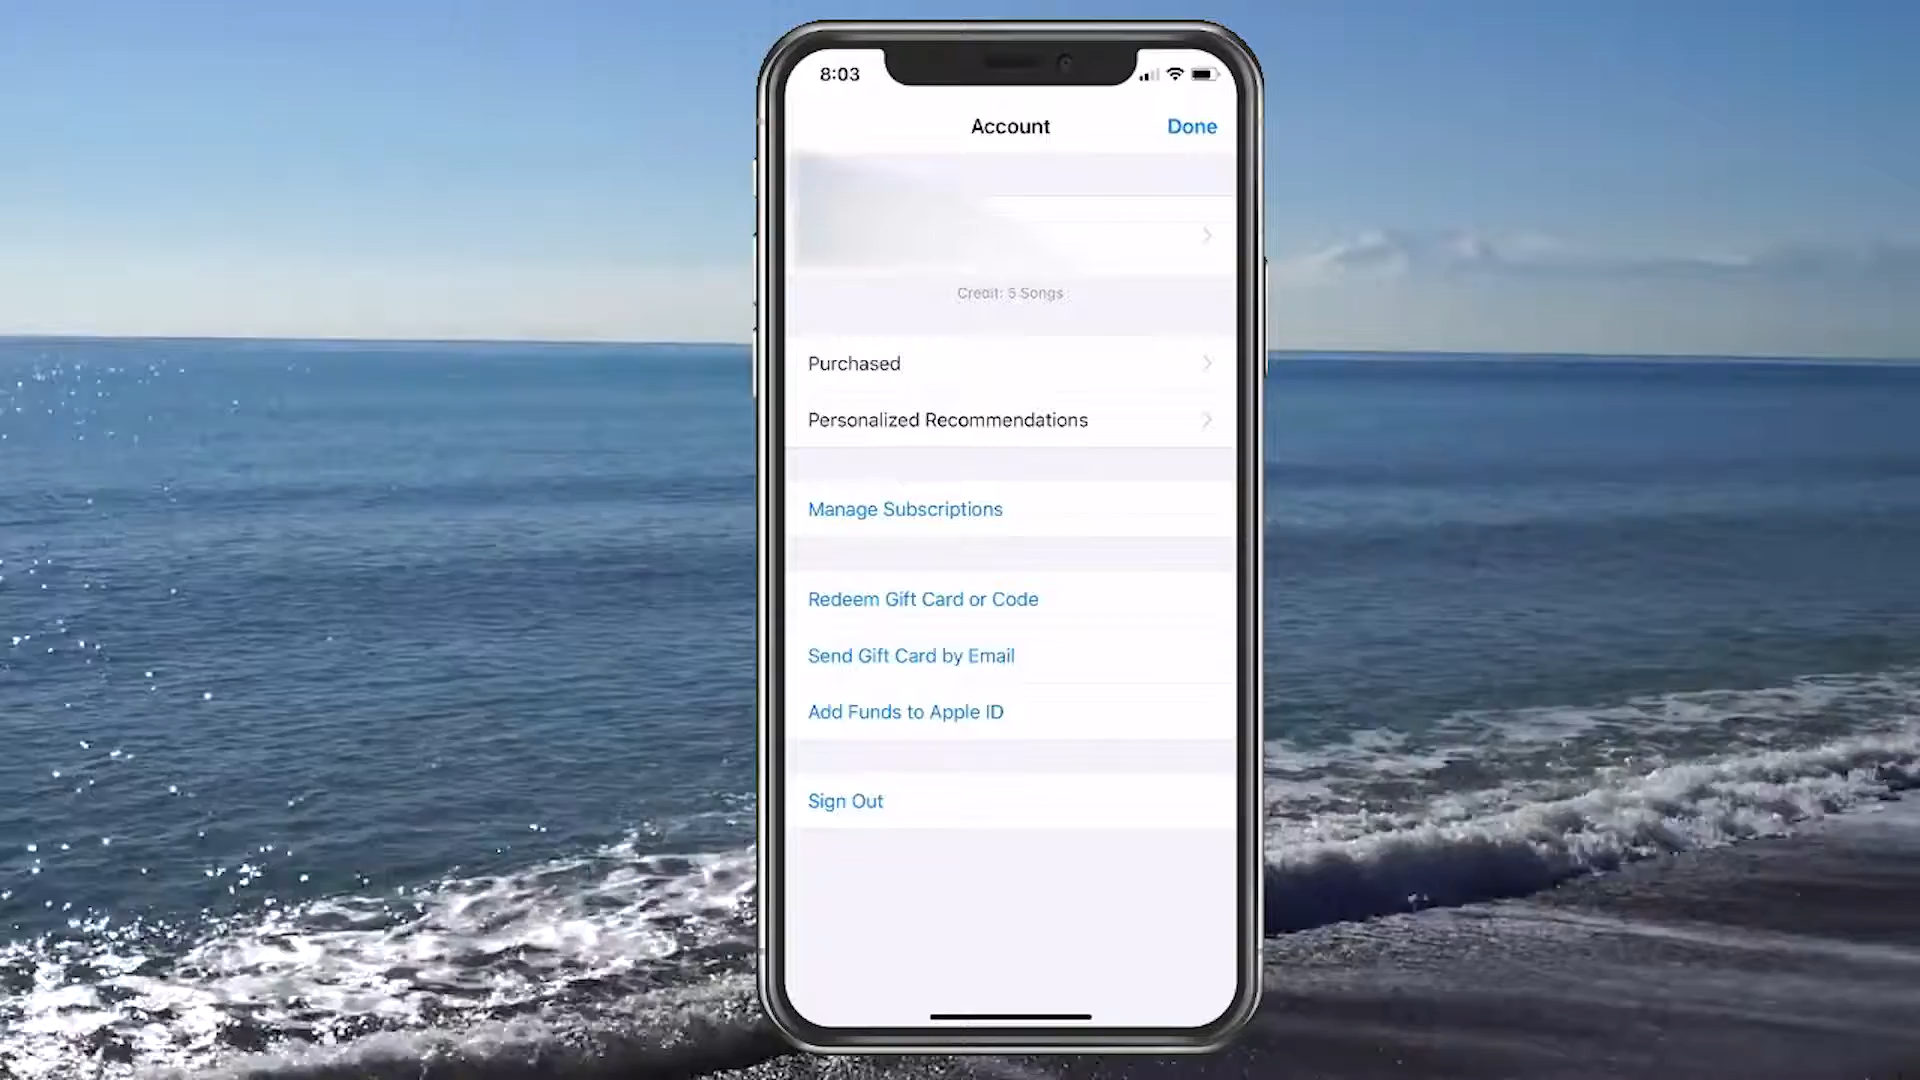 8:03
Account
Done
Credit: 5 Songs
Purchased
Personalized Recommendations
Manage Subscriptions
Redeem Gift Card or Code
Send Gift Card by Email
Add Funds to Apple ID
Sign Out